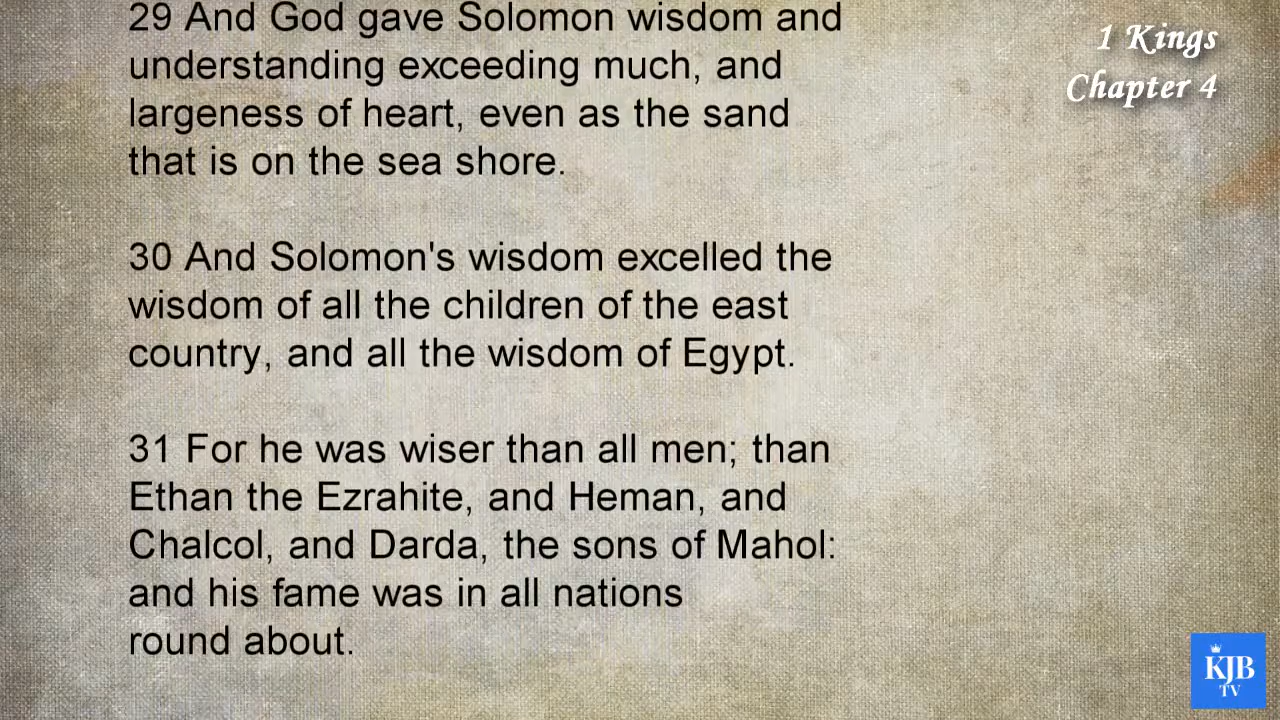 29 And God gave Solomon wisdom and
understanding exceeding much, and
largeness of heart, even as the sand
that is on the sea shore.
30 And Solomon's wisdom excelled the
wisdom of all the children of the east
country, and all the wisdom of Egypt.
31 For he was wiser than all men; than
Ethan the Ezrahite, and Heman, and
Chalcol, and Darda, the sons of Mahol:
and his fame was in all nations
round about.
1 Kings
Chapter 4
KJB
TV